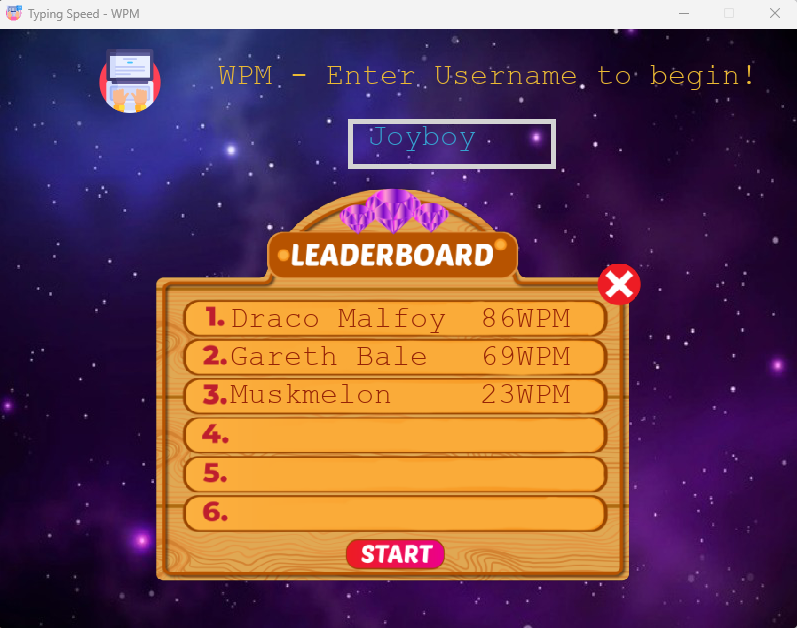 Typing Speed - WPM
WPM - Enter Username to begin!
Joyboy
LEADERBOARD
1. Draco Malfoy 86WPM
2. Gareth Bale 69WPM
3. Muskmelon 23WPM
4.
5.
6.
START